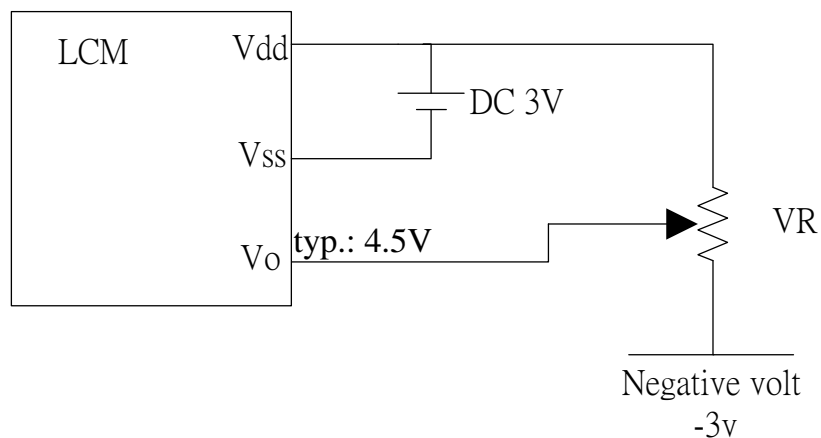 LCM
Vdd
DC 3V
Vss
typ.: 4.5V
Vo
VR
Negative volt
-3v